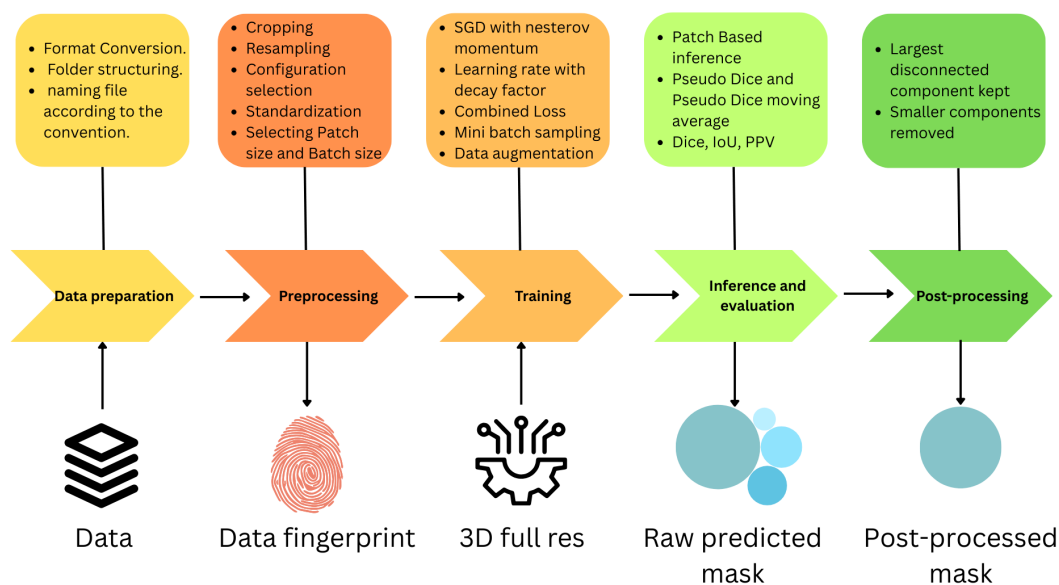 • Format Conversion.
• Folder structuring.
• naming file
according to the
convention.
• Cropping
• Resampling
• Configuration
selection
• Standardization
• Selecting Patch
size and Batch size
• SGD with nesterov
momentum
• Learning rate with
decay factor
• Combined Loss
• Mini batch sampling
• Data augmentation
• Patch Based
inference
• Pseudo Dice and
Pseudo Dice moving
average
• Dice, IoU, PPV
• Largest
disconnected
component kept
• Smaller components
removed
Data preparation
Preprocessing
Training
Inference and
evaluation
Post-processing
Data
Data fingerprint
3D full res
Raw predicted
mask
Post-processed
mask